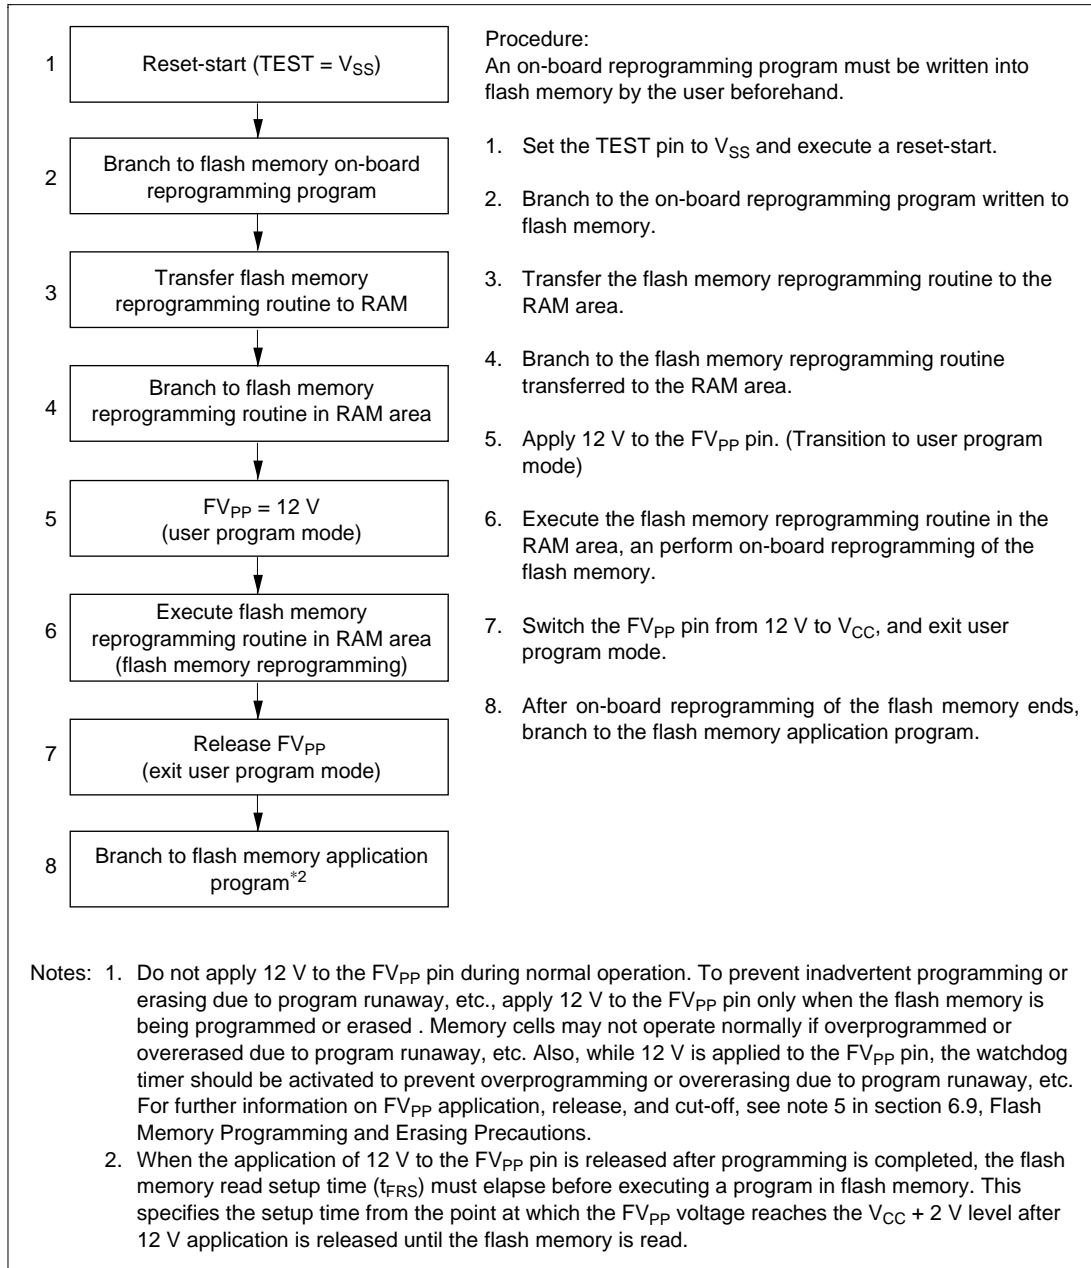 1
Reset-start (TEST = VSS)
2
Branch to flash memory on-board
reprogramming program
3
Transfer flash memory
reprogramming routine to RAM
4
Branch to flash memory
reprogramming routine in RAM area
5
FVPP = 12 V
(user program mode)
6
Execute flash memory
reprogramming routine in RAM area
(flash memory reprogramming)
7
Release FVPP
(exit user program mode)
8
Branch to flash memory application
program*2
Procedure:
An on-board reprogramming program must be written into
flash memory by the user beforehand.
1. Set the TEST pin to VSS and execute a reset-start.
2. Branch to the on-board reprogramming program written to
flash memory.
3. Transfer the flash memory reprogramming routine to the
RAM area.
4. Branch to the flash memory reprogramming routine
transferred to the RAM area.
5. Apply 12 V to the FVPP pin. (Transition to user program
mode)
6. Execute the flash memory reprogramming routine in the
RAM area, an perform on-board reprogramming of the
flash memory.
7. Switch the FVPP pin from 12 V to VCC, and exit user
program mode.
8. After on-board reprogramming of the flash memory ends,
branch to the flash memory application program.
Notes: 1. Do not apply 12 V to the FVPP pin during normal operation. To prevent inadvertent programming or
erasing due to program runaway, etc., apply 12 V to the FVPP pin only when the flash memory is
being programmed or erased . Memory cells may not operate normally if overprogrammed or
overerased due to program runaway, etc. Also, while 12 V is applied to the FVPP pin, the watchdog
timer should be activated to prevent overprogramming or overerasing due to program runaway, etc.
For further information on FVPP application, release, and cut-off, see note 5 in section 6.9, Flash
Memory Programming and Erasing Precautions.
2. When the application of 12 V to the FVPP pin is released after programming is completed, the flash
memory read setup time (tFRS) must elapse before executing a program in flash memory. This
specifies the setup time from the point at which the FVPP voltage reaches the VCC + 2 V level after
12 V application is released until the flash memory is read.